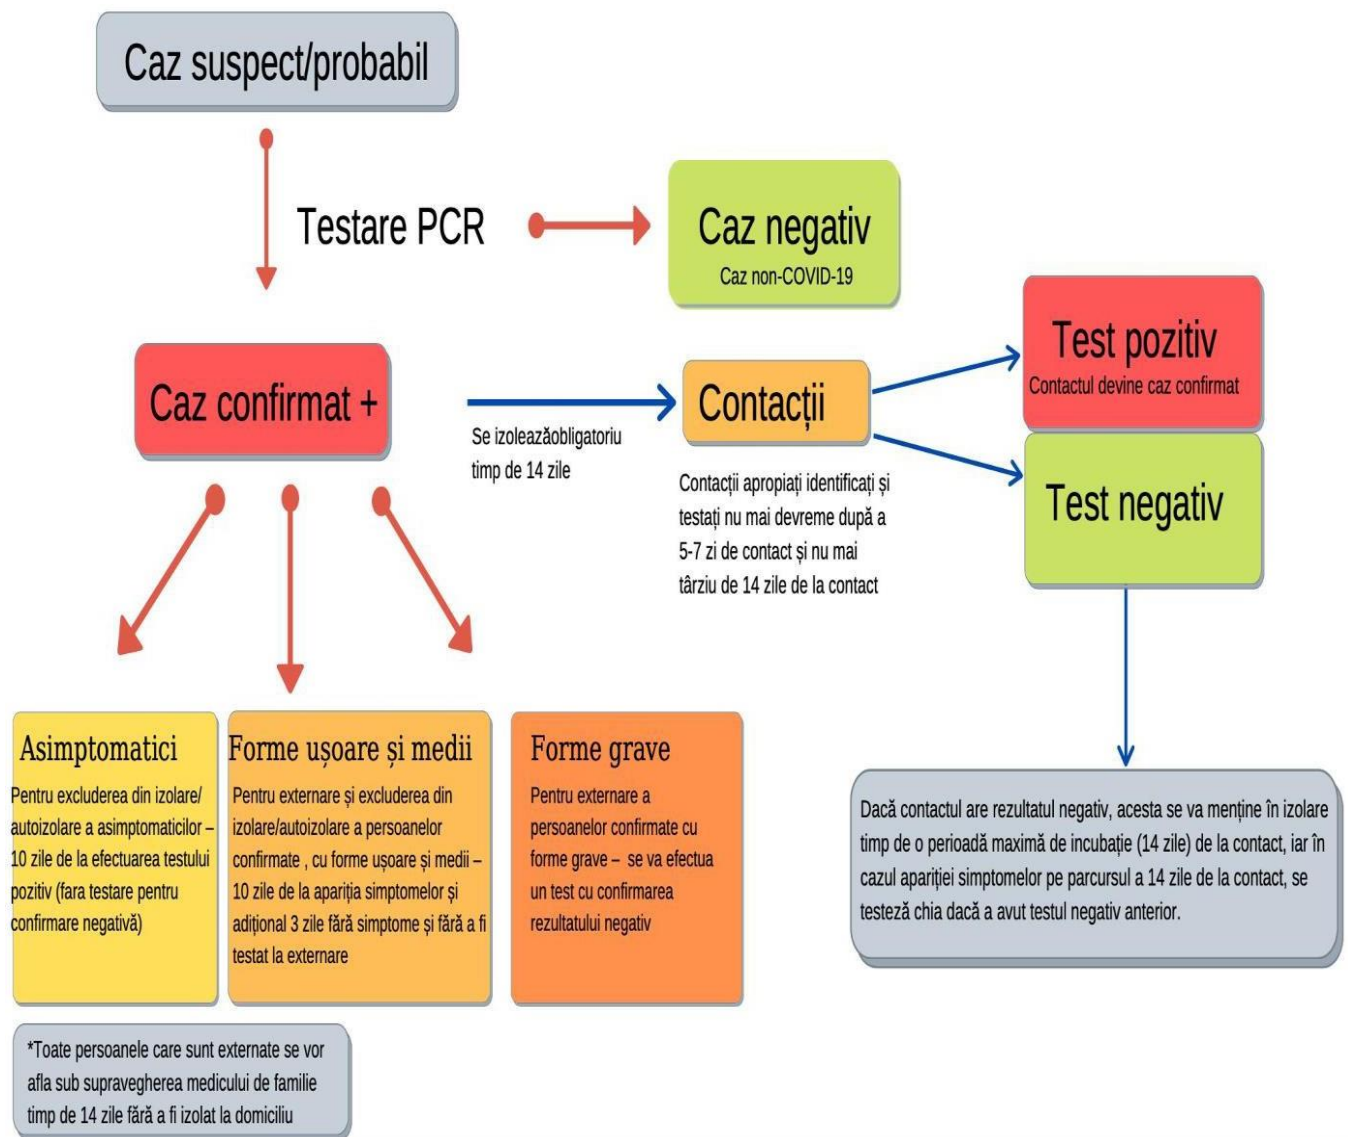 Caz suspect/probabil
Testare PCR
Caz negativ
Caz non-COVID-19
Caz confirmat +
Se izoleazăobligatoriu
timp de 14 zile
Contacții
Contacții apropiați identificați și
testați nu mai devreme după a
5-7 zi de contact și nu mai
târziu de 14 zile de la contact
Test pozitiv
Contactul devine caz confirmat
Test negativ
Asimptomatici
Pentru excluderea din izolare/
autoizolare a asimptomaticilor –
10 zile de la efectuarea testului
pozitiv (fara testare pentru
confirmare negativă)
Forme ușoare și medii
Pentru externare și excluderea din
izolare/autoizolare a persoanelor
confirmate , cu forme ușoare și medii –
10 zile de la apariția simptomelor și
adițional 3 zile fără simptome și fără a fi
testat la externare
Forme grave
Pentru externare a
persoanelor confirmate cu
forme grave – se va efectua
un test cu confirmarea
rezultatului negativ
Dacă contactul are rezultatul negativ, acesta se va menține în izolare
timp de o perioadă maximă de incubație (14 zile) de la contact, iar în
cazul apariției simptomelor pe parcursul a 14 zile de la contact, se
testeză chia dacă a avut testul negativ anterior.
*Toate persoanele care sunt externate se vor
afla sub supravegherea medicului de familie
timp de 14 zile fără a fi izolat la domiciliu